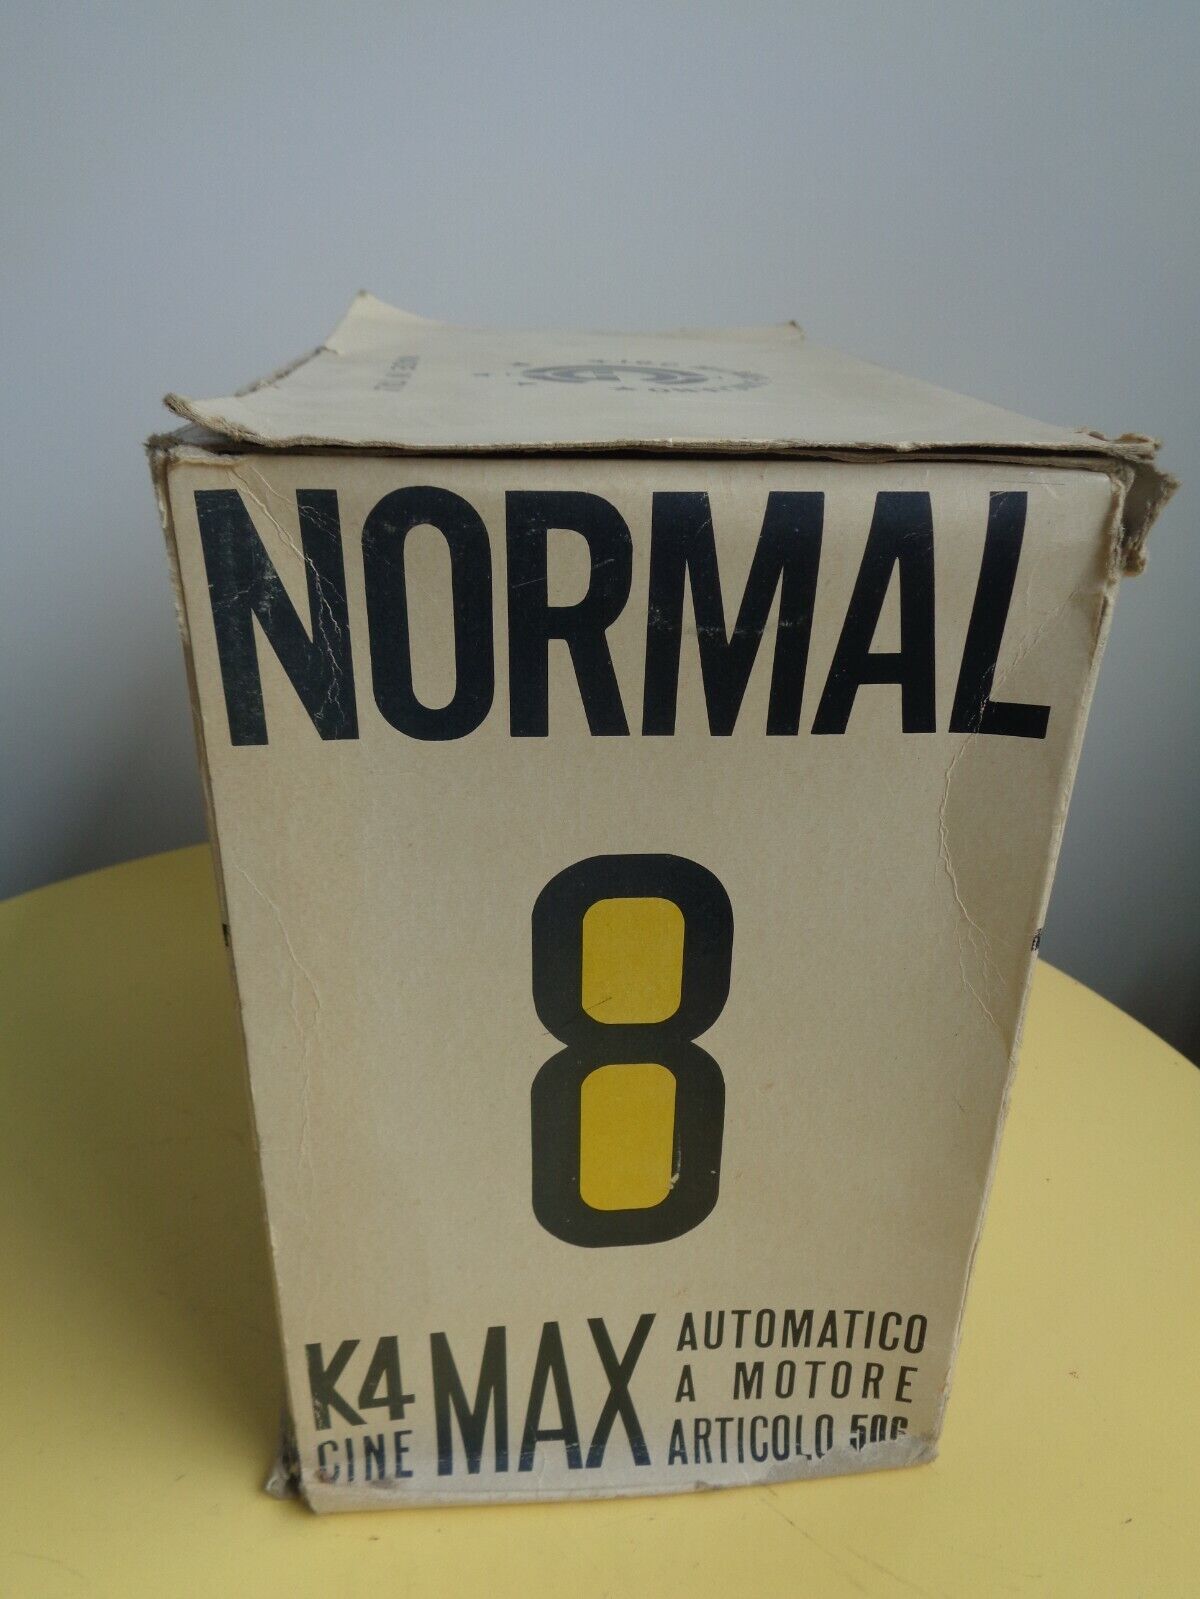 NORMAL
8
K4
CINE
MAX
AUTOMATICO
A MOTORE
ARTICOLO 506